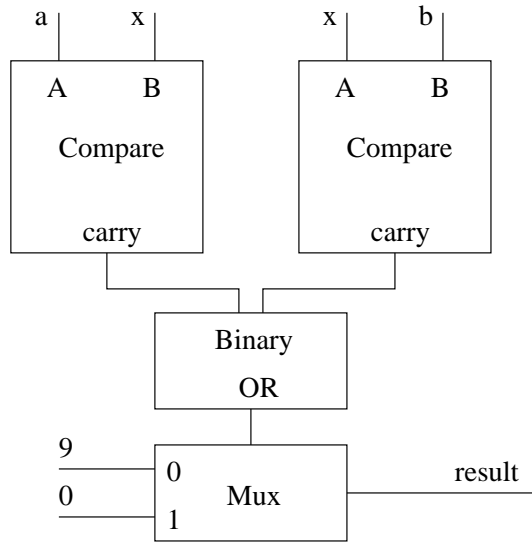 a x x b
A B A B
Compare Compare
carry carry
Binary
OR
9
0
Mux
result
0
1